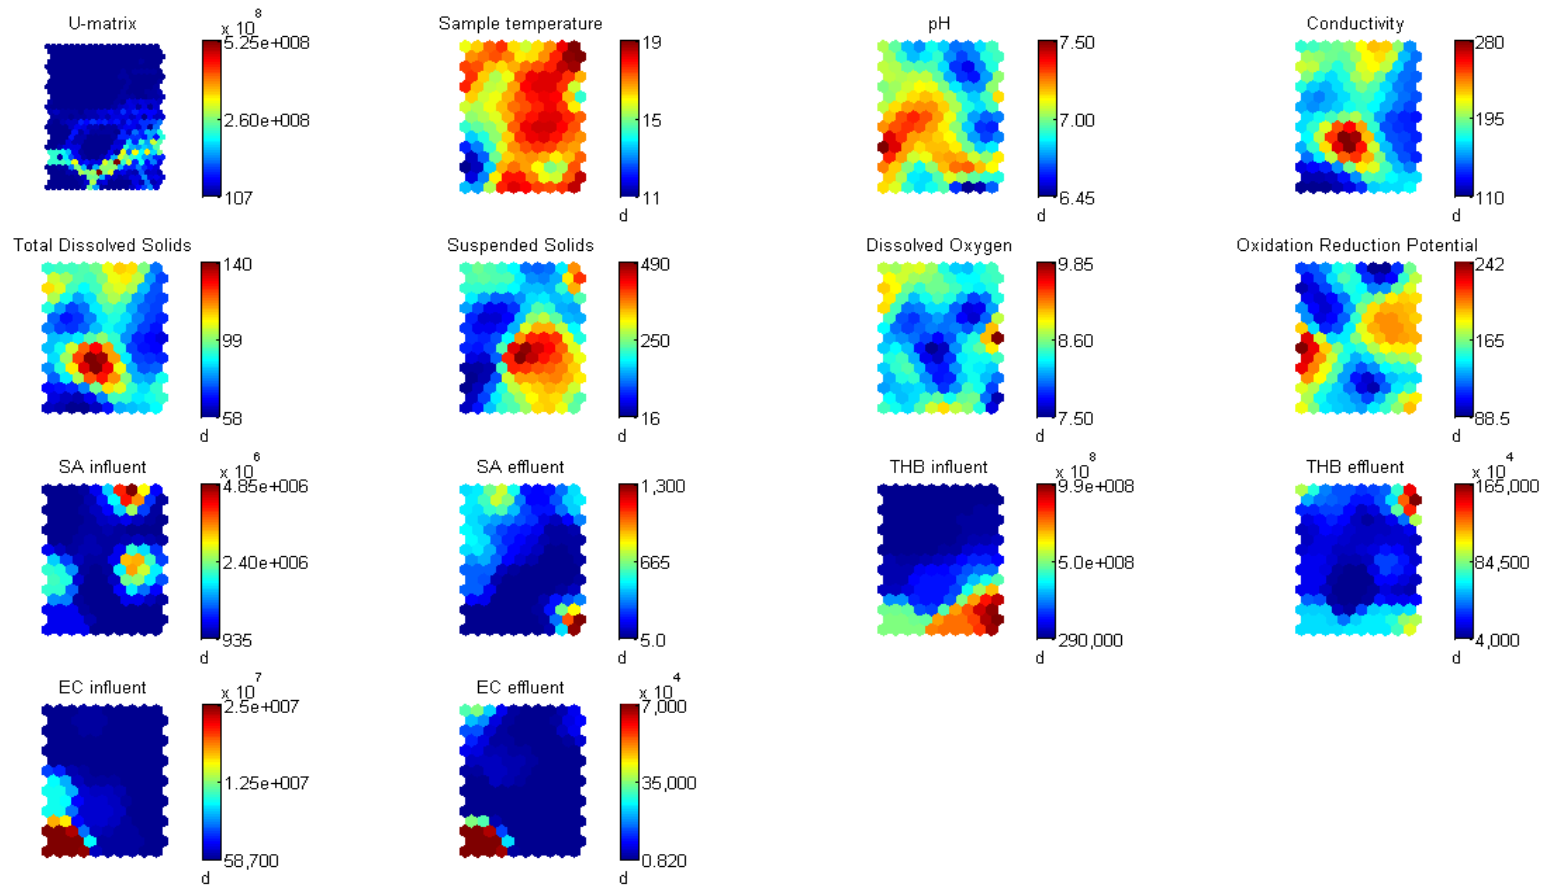 U-matrix
x 10^8
5.25e+008
2.60e+008
107
Sample temperature
19
15
11
d
pH
7.50
7.00
6.45
d
Conductivity
280
195
110
d
Total Dissolved Solids
140
99
58
d
Suspended Solids
490
250
16
d
Dissolved Oxygen
9.85
8.60
7.50
d
Oxidation Reduction Potential
242
165
88.5
d
SA influent
x 10^6
4.85e+006
2.40e+006
935
d
SA effluent
1,300
665
5.0
d
THB influent
x 10^8
9.9e+008
5.0e+008
290,000
d
THB effluent
x 10^4
165,000
84,500
4,000
d
EC influent
x 10^7
2.5e+007
1.25e+007
58,700
d
EC effluent
x 10^4
7,000
35,000
0.820
d